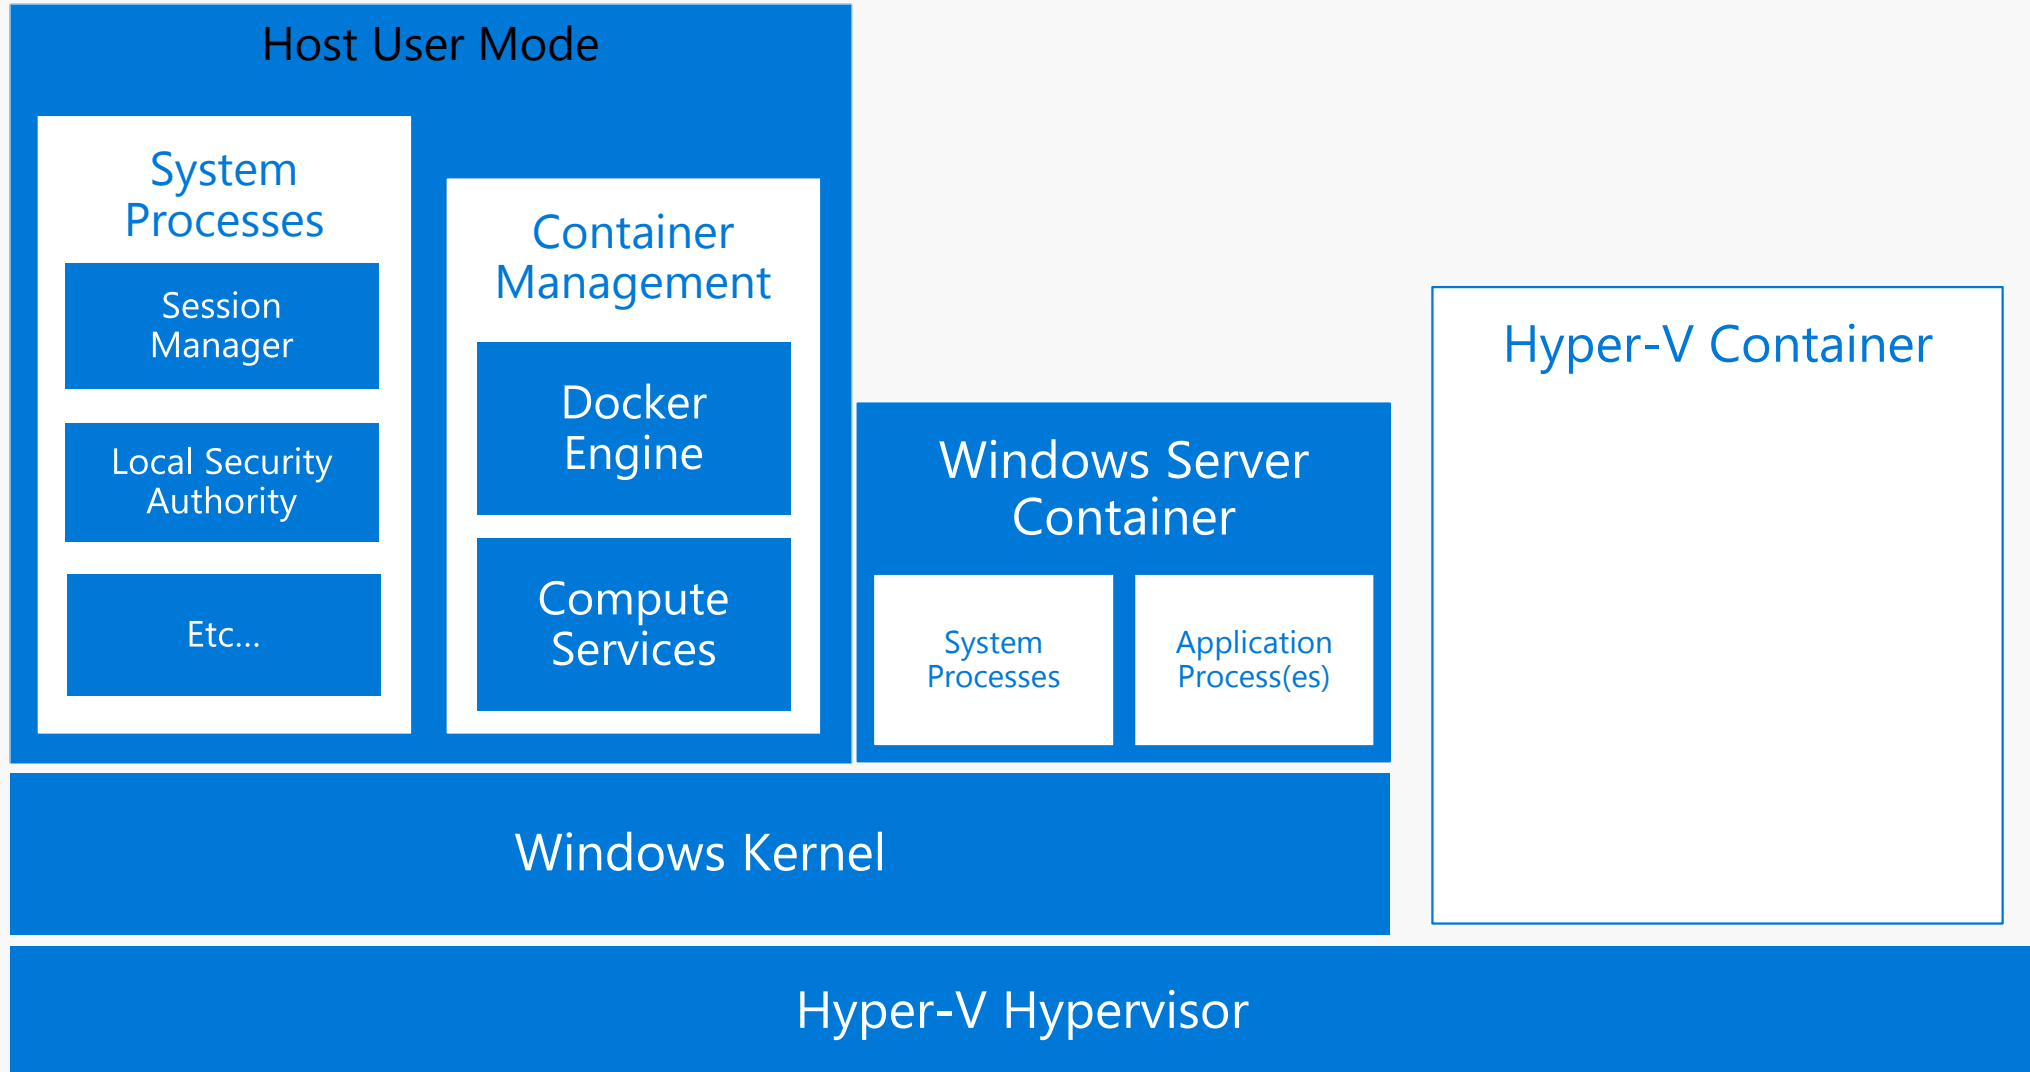 Host User Mode
System
Processes
Session
Manager
Local Security
Authority
Etc...
Container
Management
Docker
Engine
Compute
Services
Windows Server
Container
System
Processes
Application
Process(es)
Hyper-V Container
Windows Kernel
Hyper-V Hypervisor